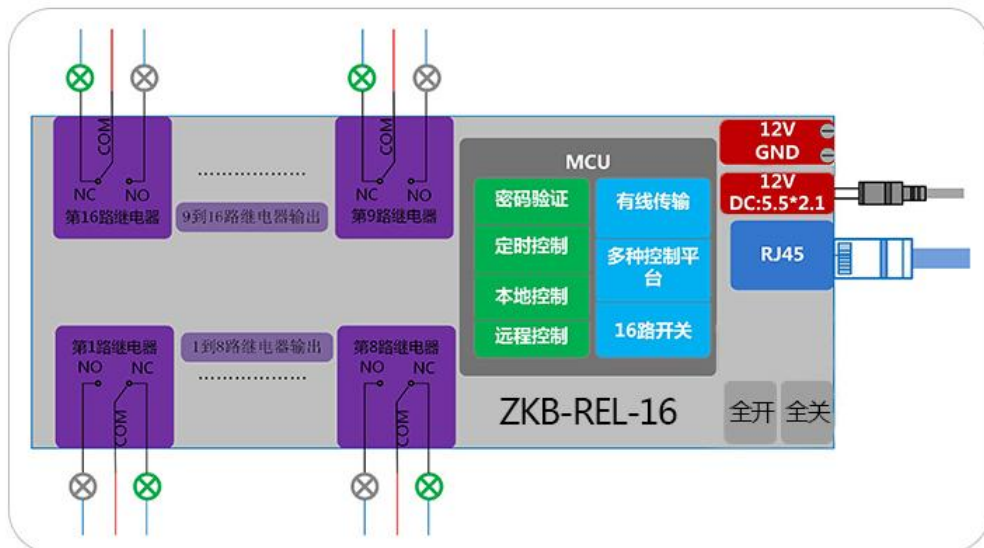 COM
NC
NO
第16路继电器
..................
9到16路继电器输出
COM
NC
NO
第9路继电器
MCU
密码验证
定时控制
本地控制
远程控制
有线传输
多种控制平
台
16路开关
12V
GND
12V
DC:5.5*2.1
RJ45
第1路继电器
NO
NC
COM
1到8路继电器输出
..................
第8路继电器
NO
NC
COM
ZKB-REL-16
全开
全关